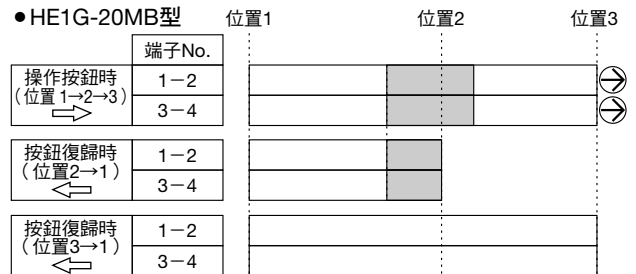 ●HE1G-20MB型 位置1 位置2 位置3
端子No.
操作按鈕時
(位置 1→2→3)
1－2
3－4
按鈕復歸時
(位置2→1)
1－2
3－4
按鈕復歸時
(位置3→1)
1－2
3－4